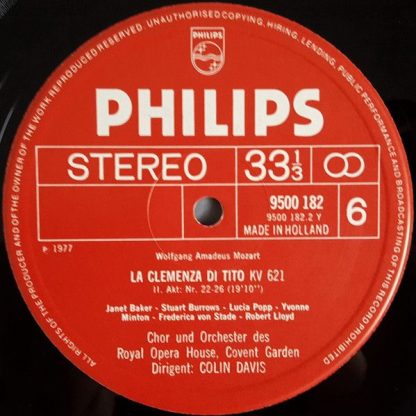 ALL RIGHTS OF THE PRODUCER AND OF THE OWNER OF THE WORK REPRODUCED RESERVED. UNAUTHORISED COPYING, HIRING, LENDING, PUBLIC PERFORMANCE AND BROADCASTING OF THIS RECORD PROHIBITED
PHILIPS
PHILIPS
STEREO 33 1/3
9500 182
9500 182.2 Y
MADE IN HOLLAND
6
℗ 1977
Wolfgang Amadeus Mozart
LA CLEMENZA DI TITO KV 621
II. Akt: Nr. 22-26 (19'10'')
Janet Baker - Stuart Burrows - Lucia Popp - Yvonne
Minton - Frederica von Stade - Robert Lloyd
Chor und Orchester des
Royal Opera House, Covent Garden
Dirigent: COLIN DAVIS